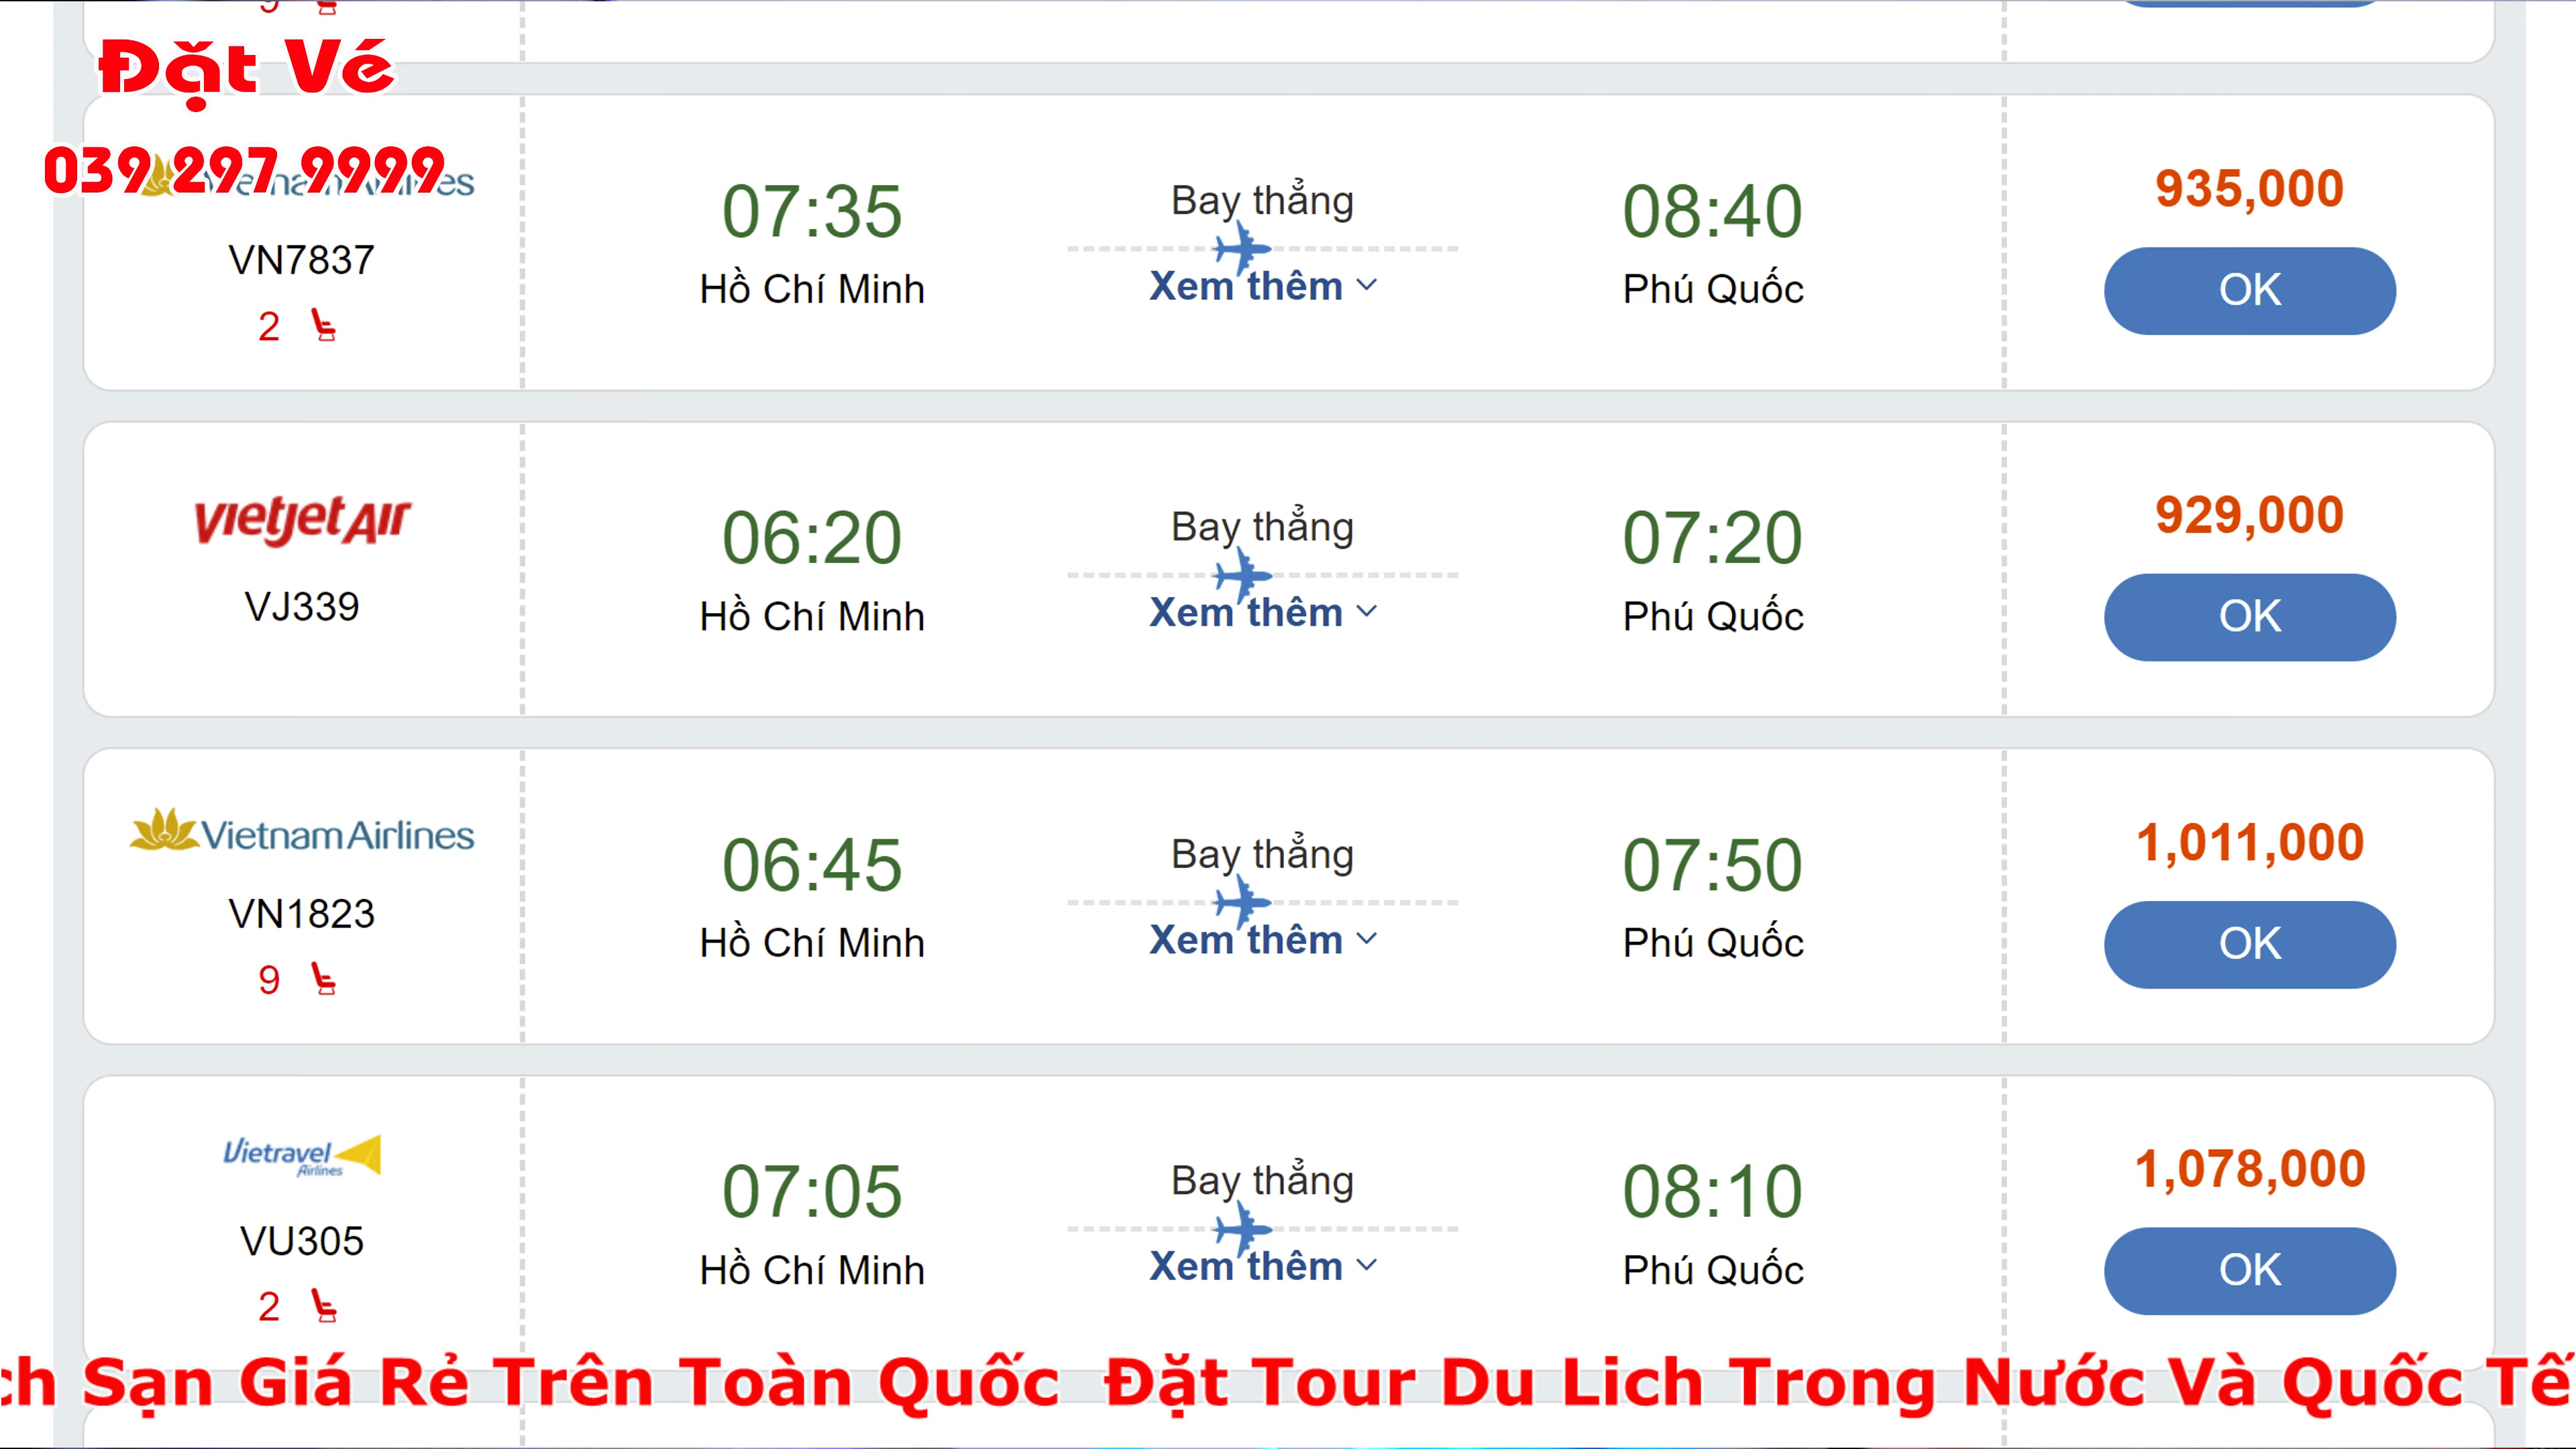 9
Đặt Vé
039 297 9999
VN7837
2
07:35
Hồ Chí Minh
Bay thẳng
Xem thêm
08:40
Phú Quốc
935,000
OK
vietjet Air
VJ339
06:20
Hồ Chí Minh
Bay thẳng
Xem thêm
07:20
Phú Quốc
929,000
OK
Vietnam Airlines
VN1823
9
06:45
Hồ Chí Minh
Bay thẳng
Xem thêm
07:50
Phú Quốc
1,011,000
OK
Vietravel
Airlines
VU305
2
07:05
Hồ Chí Minh
Bay thẳng
Xem thêm
08:10
Phú Quốc
1,078,000
OK
ch Sạn Giá Rẻ Trên Toàn Quốc Đặt Tour Du Lich Trong Nước Và Quốc Tế